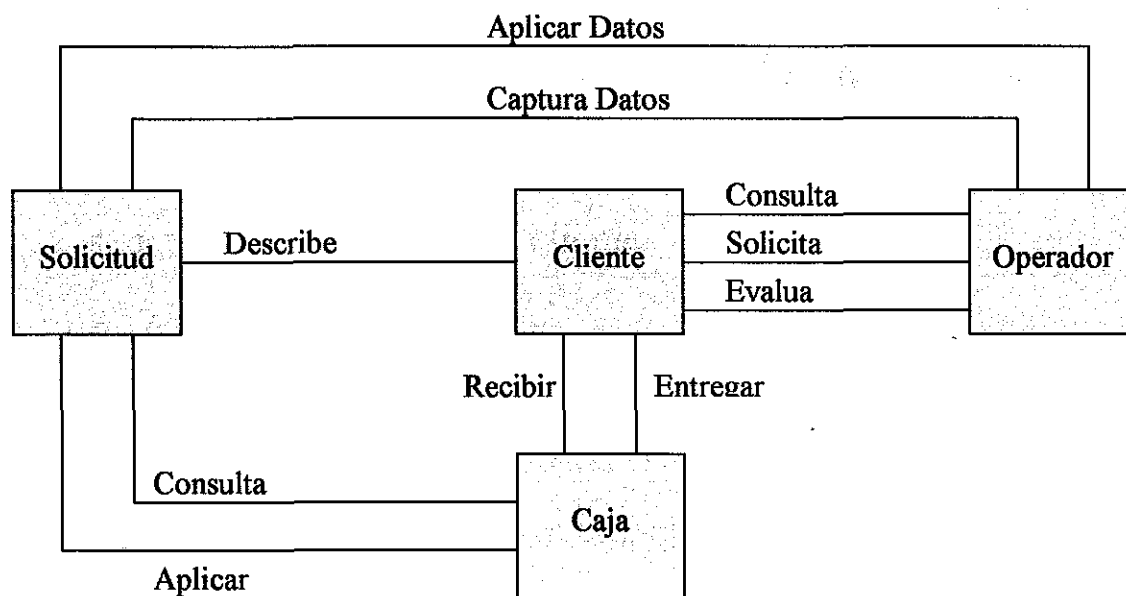 Aplicar Datos
Captura Datos
Consulta
Solicitud
Describe
Cliente
Solicita
Operador
Evalua
Recibir
Entregar
Consulta
Caja
Aplicar